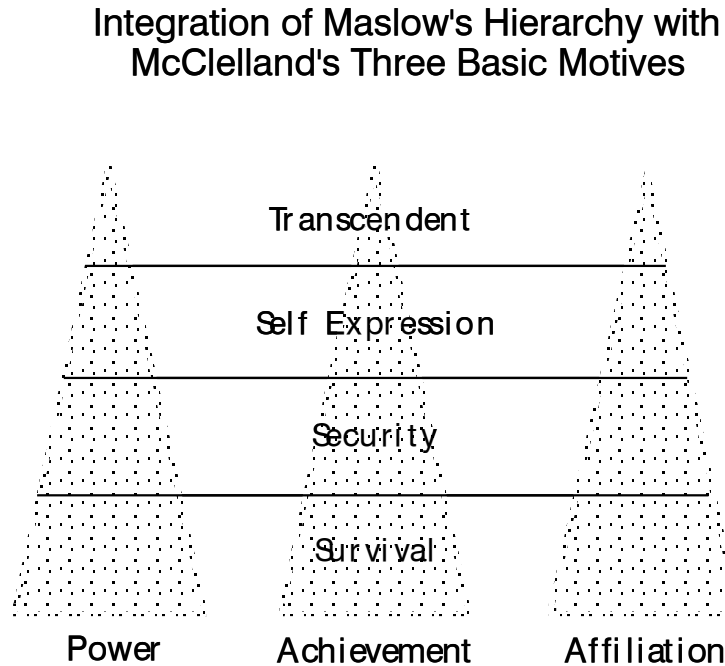 Integration of Maslow's Hierarchy with
McClelland's Three Basic Motives
Transcendent
Self Expression
Security
Survival
Power Achievement Affiliation